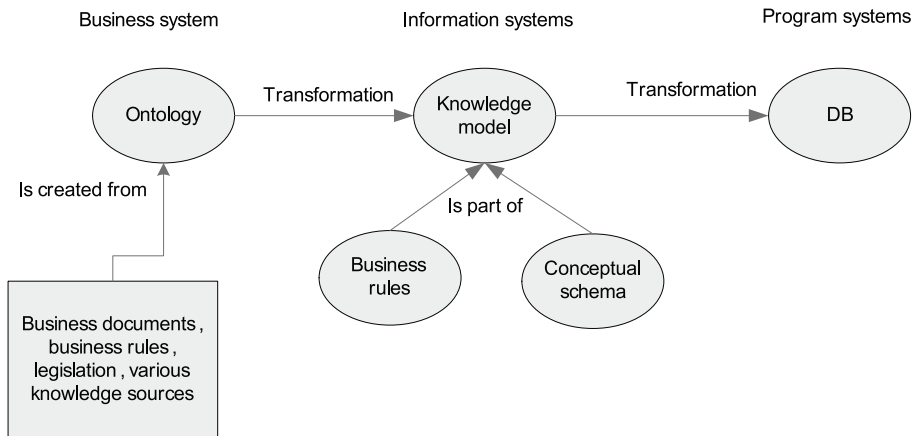 Business system
Information systems
Program systems
Ontology
Transformation
Knowledge
model
Transformation
DB
Is created from
Is part of
Business
rules
Conceptual
schema
Business documents ,
business rules ,
legislation , various
knowledge sources